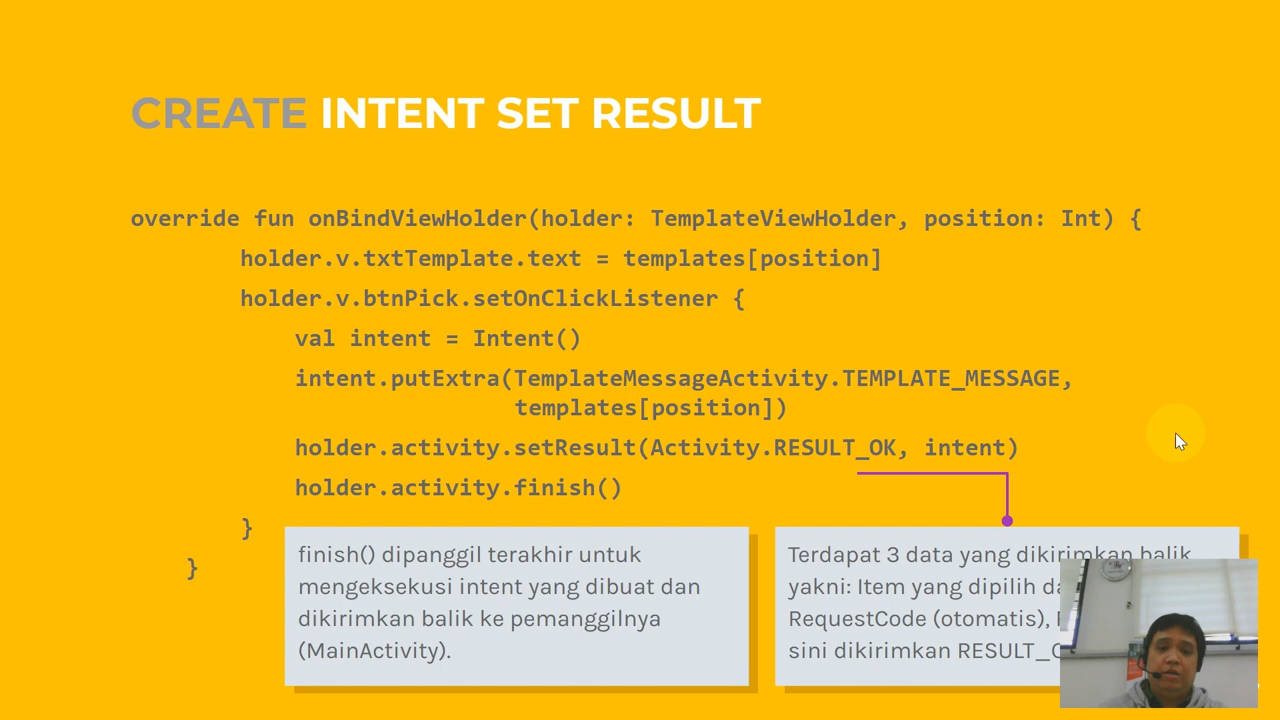 CREATE INTENT SET RESULT
override fun onBindViewHolder(holder: TemplateViewHolder, position: Int) {
holder.v.txtTemplate.text = templates[position]
holder.v.btnPick.setOnClickListener {
val intent = Intent()
intent.putExtra(TemplateMessageActivity.TEMPLATE_MESSAGE,
templates[position])
holder.activity.setResult(Activity.RESULT_OK, intent)
holder.activity.finish()
}
}
finish() dipanggil terakhir untuk
mengeksekusi intent yang dibuat dan
dikirimkan balik ke pemanggilnya
(MainActivity).
Terdapat 3 data yang dikirimkan balik
yakni: Item yang dipilih
RequestCode (otomatis),
sini dikirimkan